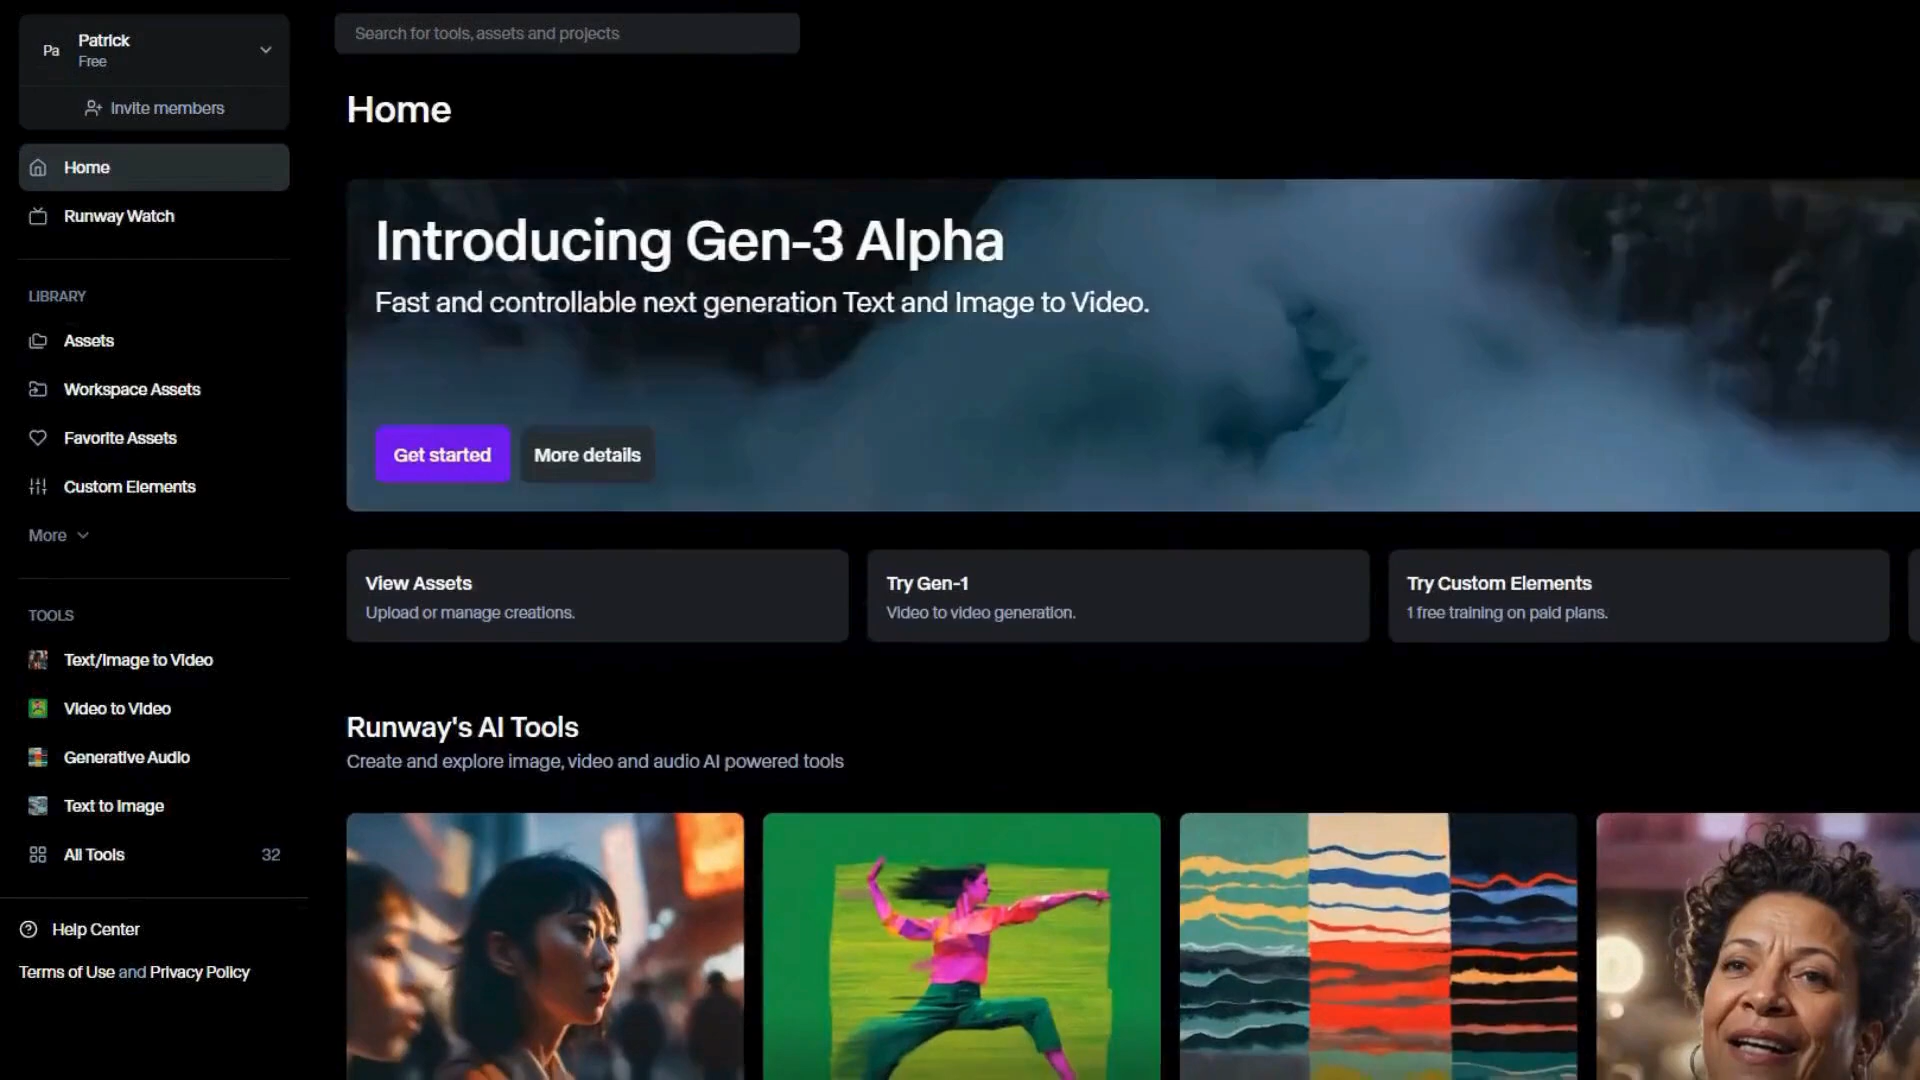 Pa
Patrick
Free
Invite members
Home
Runway Watch
LIBRARY
Assets
Workspace Assets
Favorite Assets
Custom Elements
More
TOOLS
Text/Image to Video
Video to Video
Generative Audio
Text to Image
All Tools 32
Help Center
Terms of Use and Privacy Policy
Search for tools, assets and projects
Home
Introducing Gen-3 Alpha
Fast and controllable next generation Text and Image to Video.
Get started More details
View Assets
Upload or manage creations.
Try Gen-1
Video to video generation.
Try Custom Elements
1 free training on paid plans.
Runway's AI Tools
Create and explore image, video and audio AI powered tools